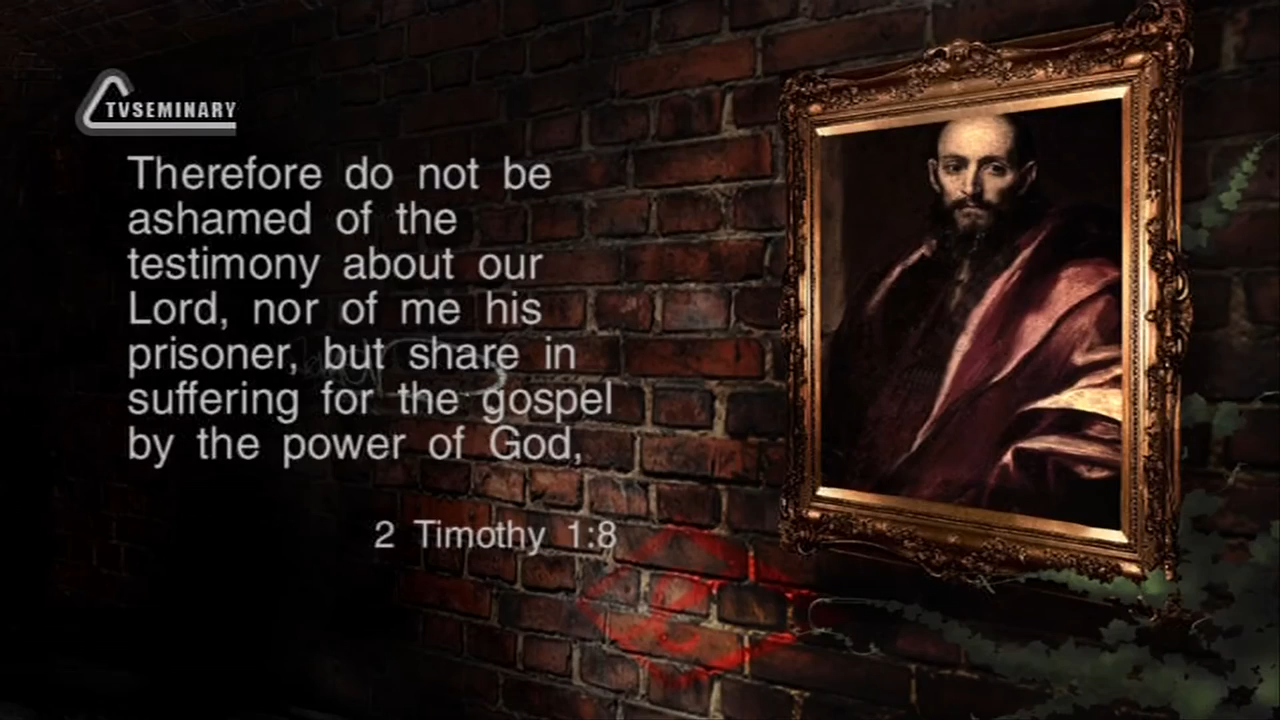 TVSEMINARY
Therefore do not be
ashamed of the
testimony about our
Lord, nor of me his
prisoner, but share in
suffering for the gospel
by the power of God,
2 Timothy 1:8